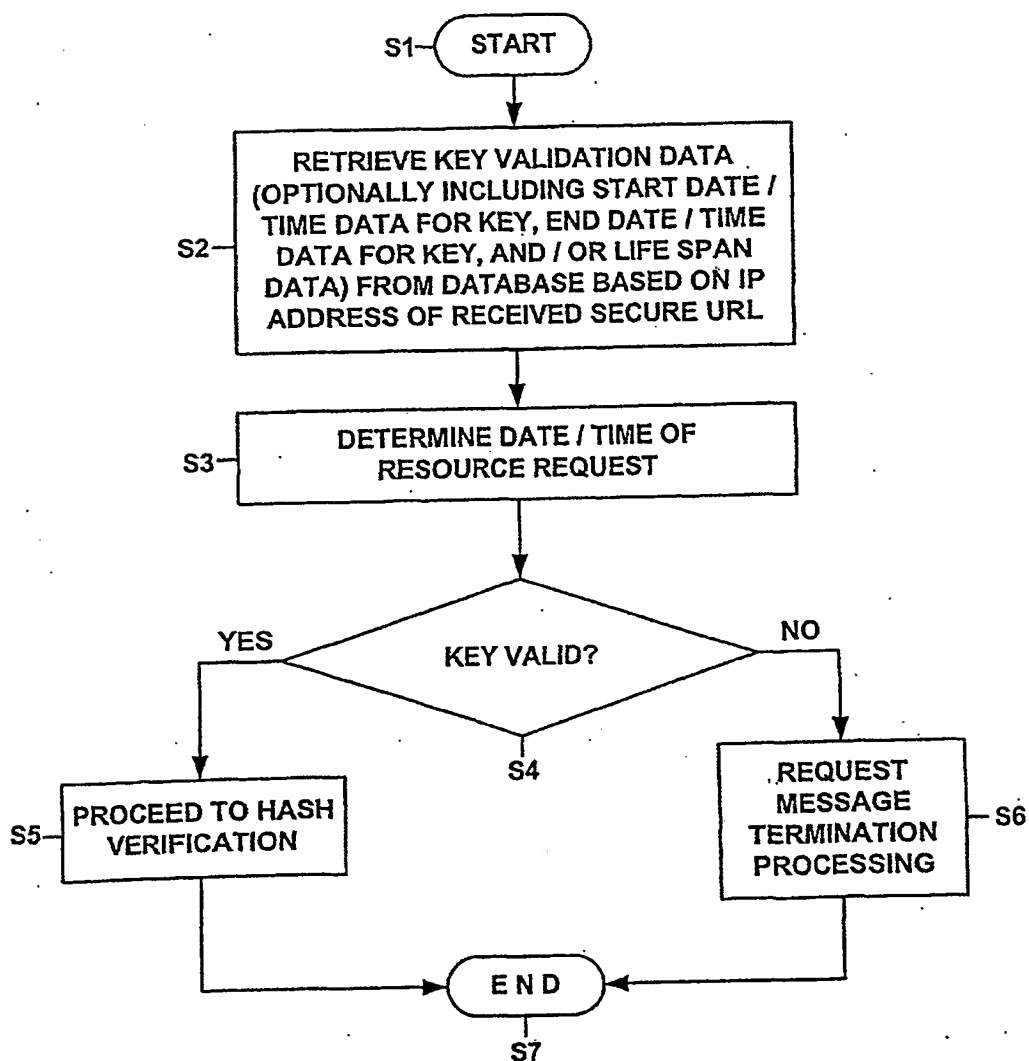 S1
START
RETRIEVE KEY VALIDATION DATA
(OPTIONALLY INCLUDING START DATE /
TIME DATA FOR KEY, END DATE / TIME
DATA FOR KEY, AND / OR LIFE SPAN
DATA) FROM DATABASE BASED ON IP
ADDRESS OF RECEIVED SECURE URL
S2
DETERMINE DATE / TIME OF
RESOURCE REQUEST
S3
YES
KEY VALID?
NO
S4
PROCEED TO HASH
VERIFICATION
S5
REQUEST
MESSAGE
TERMINATION
PROCESSING
S6
END
S7